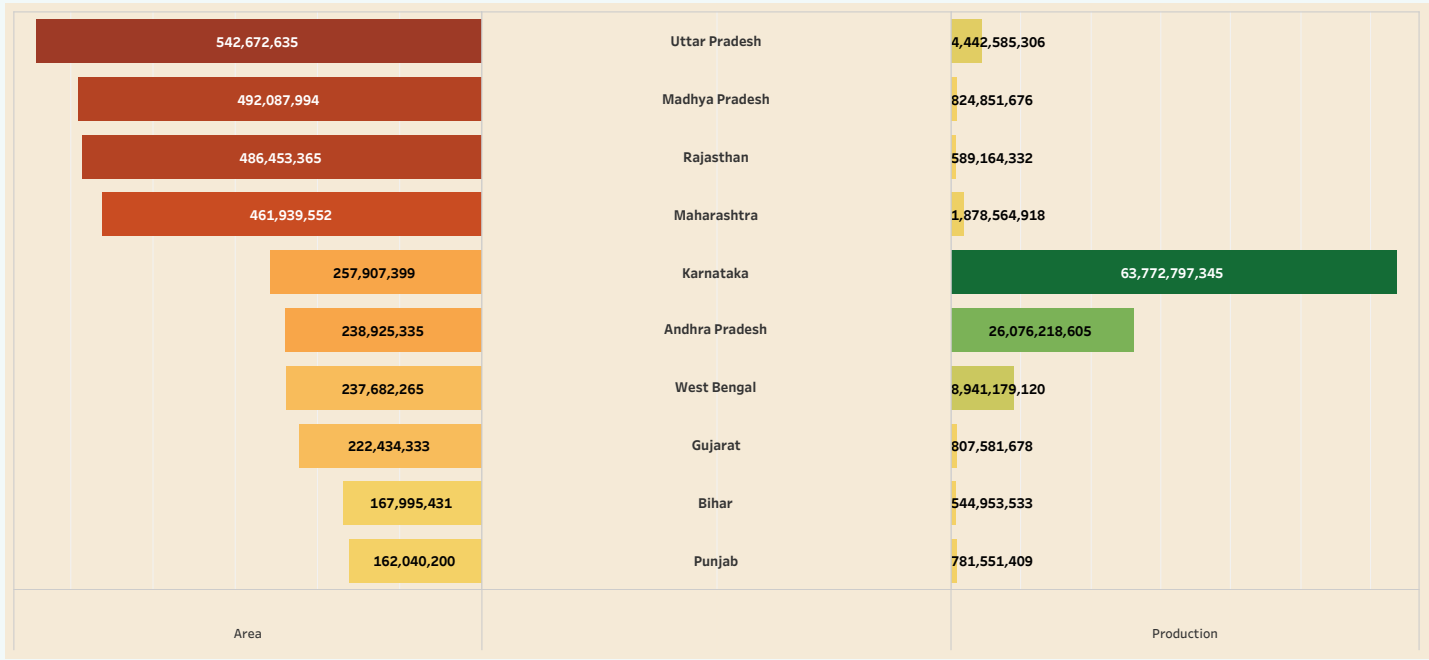 542,672,635 Uttar Pradesh 4,442,585,306
492,087,994 Madhya Pradesh 824,851,676
486,453,365 Rajasthan 589,164,332
461,939,552 Maharashtra 1,878,564,918
257,907,399 Karnataka 63,772,797,345
238,925,335 Andhra Pradesh 26,076,218,605
237,682,265 West Bengal 8,941,179,120
222,434,333 Gujarat 807,581,678
167,995,431 Bihar 544,953,533
162,040,200 Punjab 781,551,409
Area Production